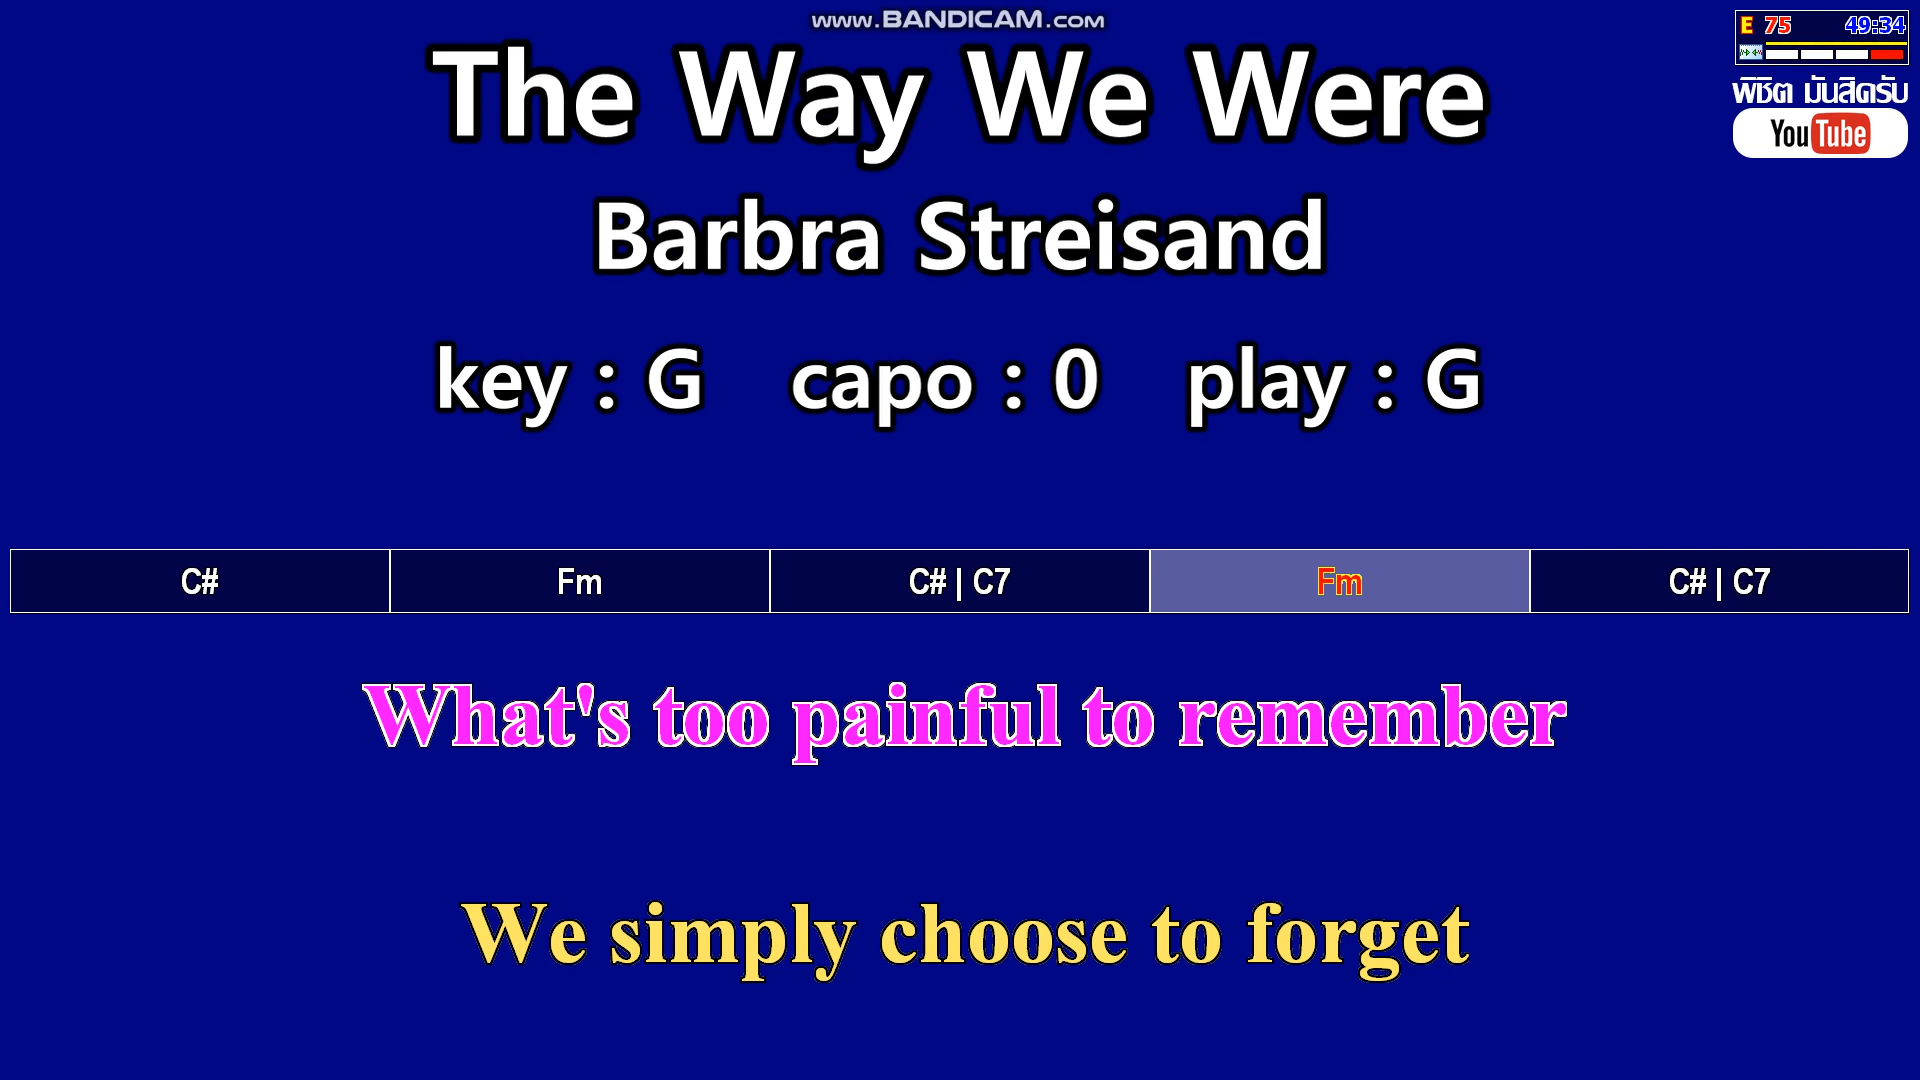 www.BANDICAM.com
The Way We Were
E 75 49:34
พิชิต มันสิตรับ
YouTube
Barbra Streisand
key : G capo : 0 play : G
C# Fm C# | C7 Fm C# | C7
What's too painful to remember
We simply choose to forget